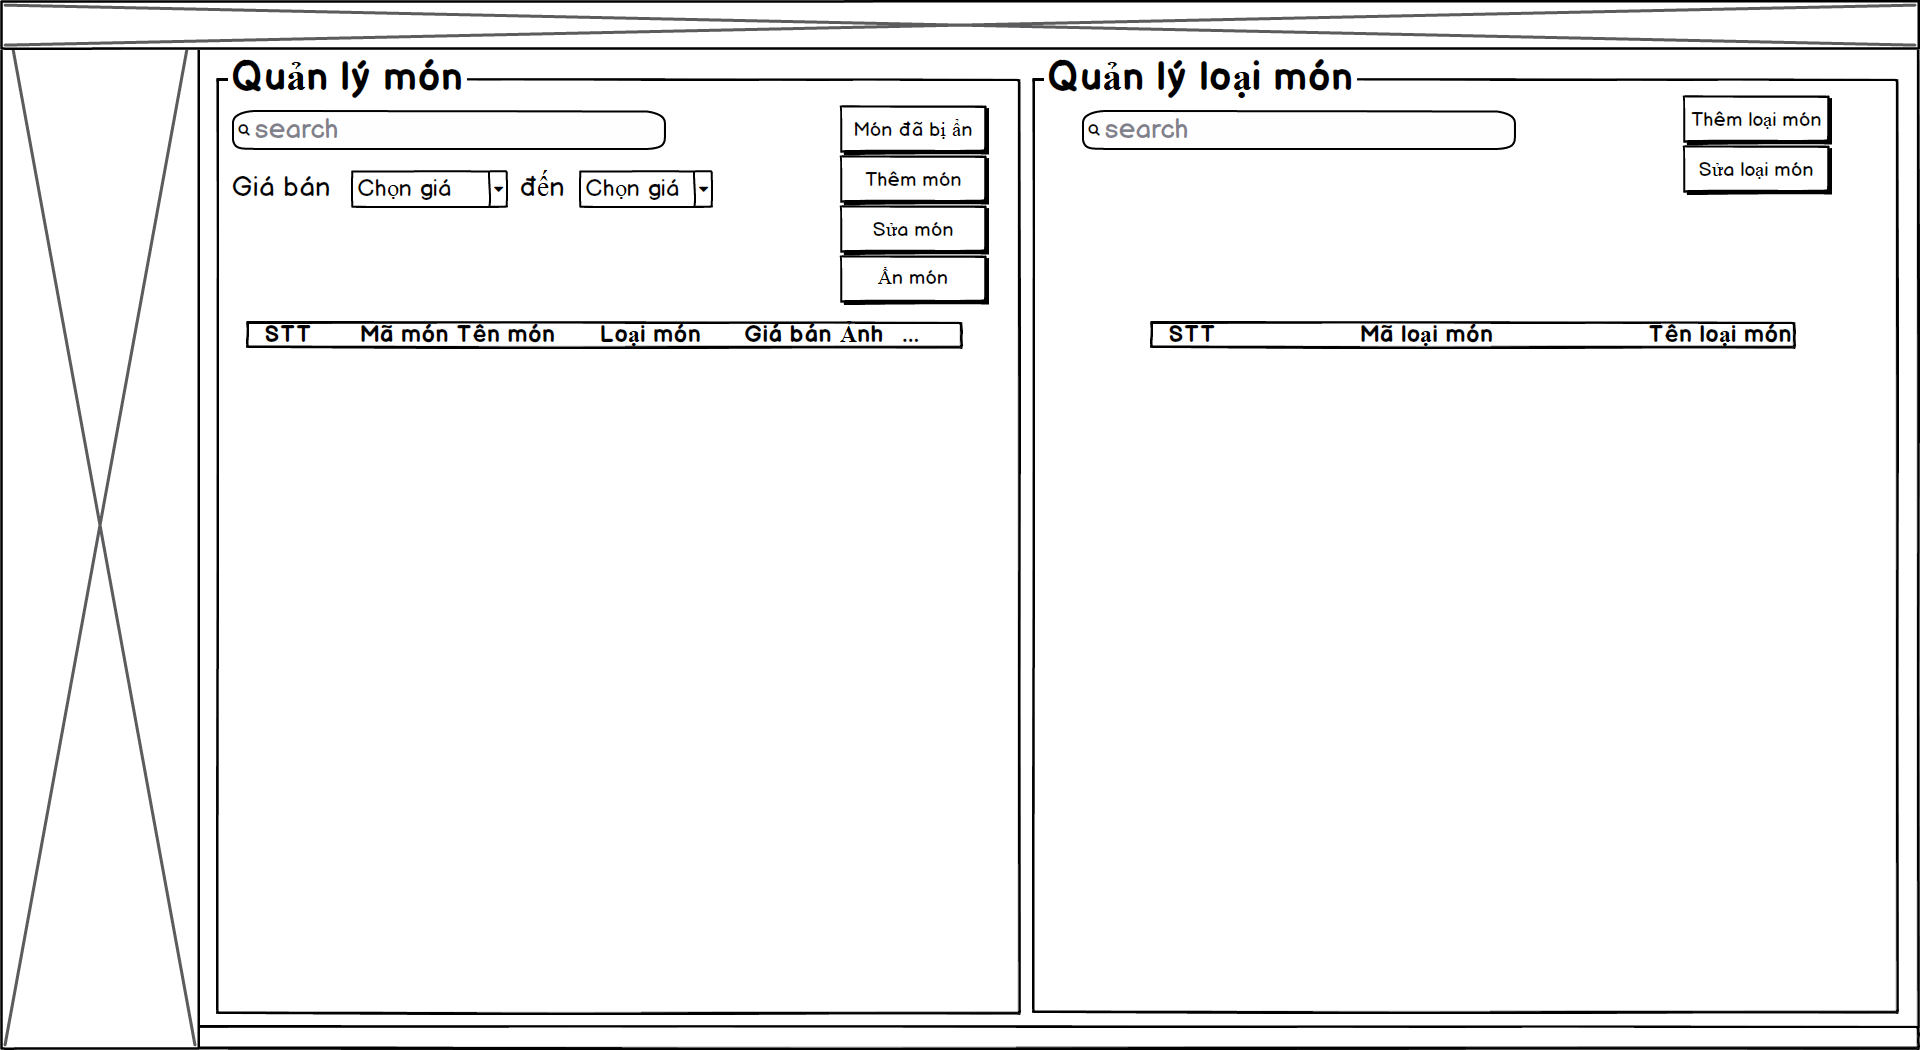 Quản lý món
search
Giá bán Chọn giá đến Chọn giá
Món đã bị ẩn
Thêm món
Sửa món
Ẩn món
STT Mã món Tên món Loại món Giá bán Ảnh ...
Quản lý loại món
search
Thêm loại món
Sửa loại món
STT Mã loại món Tên loại món